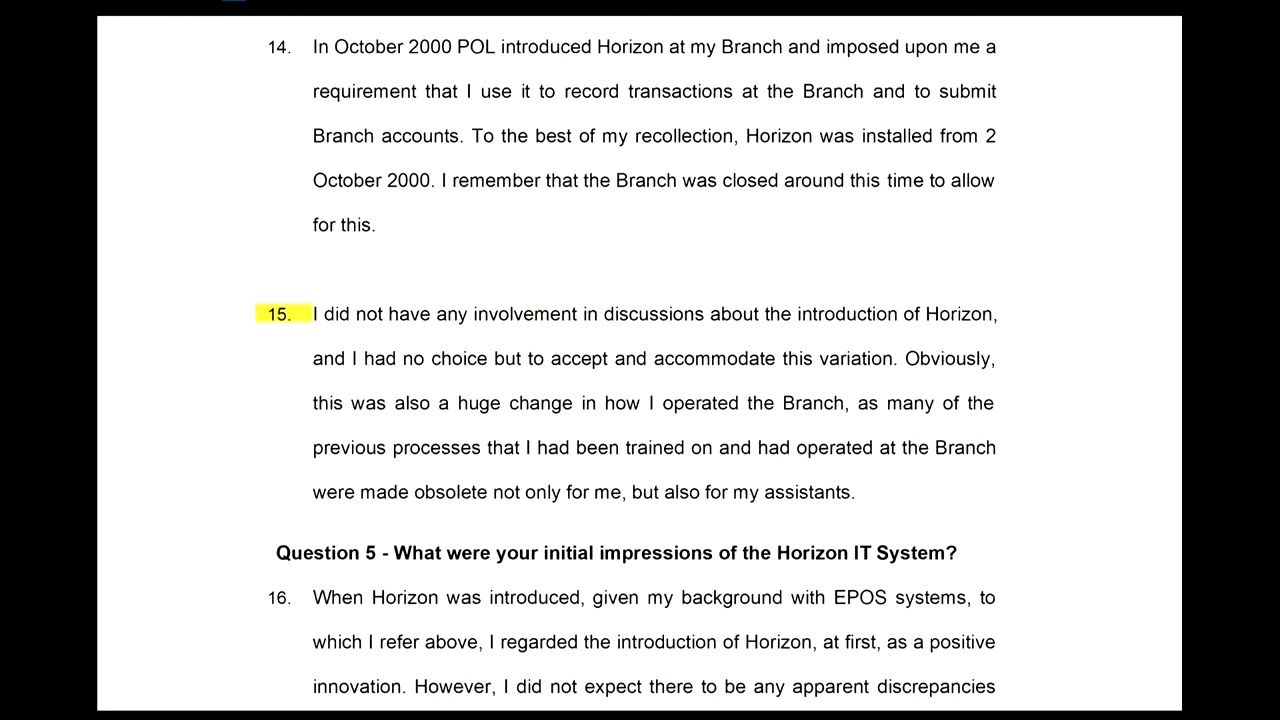 14. In October 2000 POL introduced Horizon at my Branch and imposed upon me a
requirement that I use it to record transactions at the Branch and to submit
Branch accounts. To the best of my recollection, Horizon was installed from 2
October 2000. I remember that the Branch was closed around this time to allow
for this.
15. I did not have any involvement in discussions about the introduction of Horizon,
and I had no choice but to accept and accommodate this variation. Obviously,
this was also a huge change in how I operated the Branch, as many of the
previous processes that I had been trained on and had operated at the Branch
were made obsolete not only for me, but also for my assistants.
Question 5 - What were your initial impressions of the Horizon IT System?
16. When Horizon was introduced, given my background with EPOS systems, to
which I refer above, I regarded the introduction of Horizon, at first, as a positive
innovation. However, I did not expect there to be any apparent discrepancies